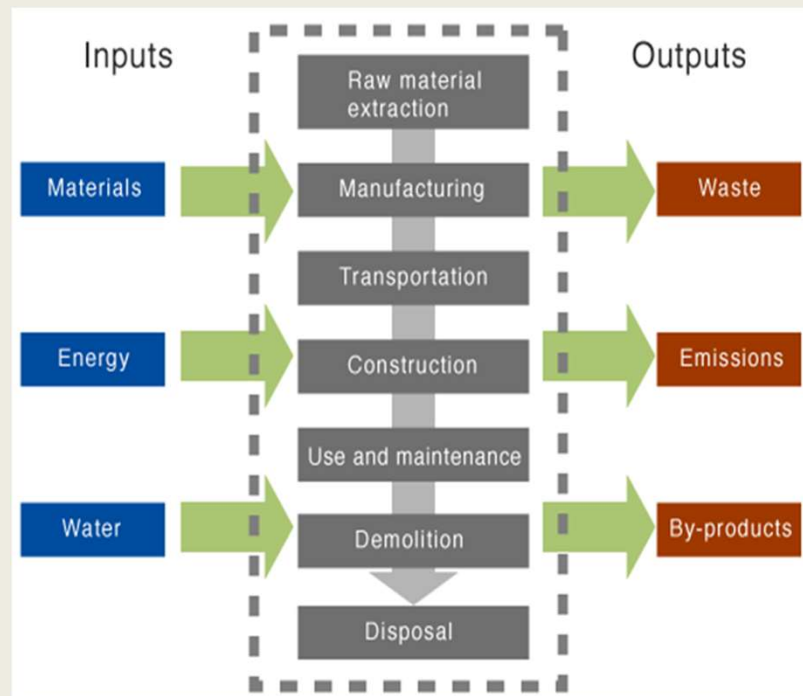 Inputs
Outputs
Raw material
extraction
Materials
Manufacturing
Waste
Transportation
Energy
Construction
Emissions
Use and maintenance
Water
Demolition
By-products
Disposal